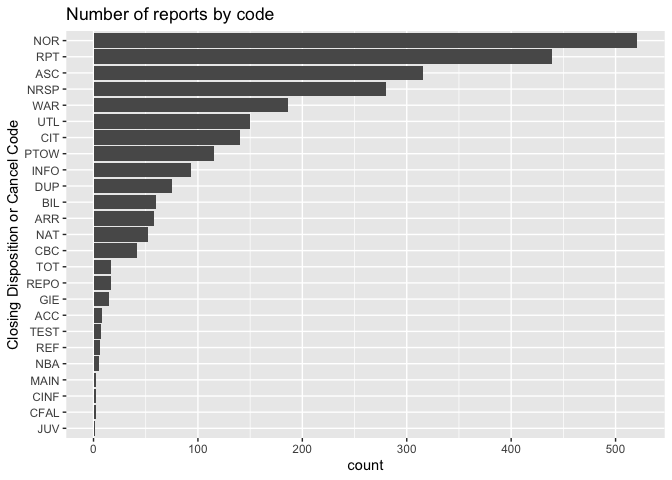 Number of reports by code
Closing Disposition or Cancel Code
NOR
RPT
ASC
NRSP
WAR
UTL
CIT
PTOW
INFO
DUP
BIL
ARR
NAT
CBC
TOT
REPO
GIE
ACC
TEST
REF
NBA
MAIN
CINF
CFAL
JUV
0 100 200 300 400 500
count